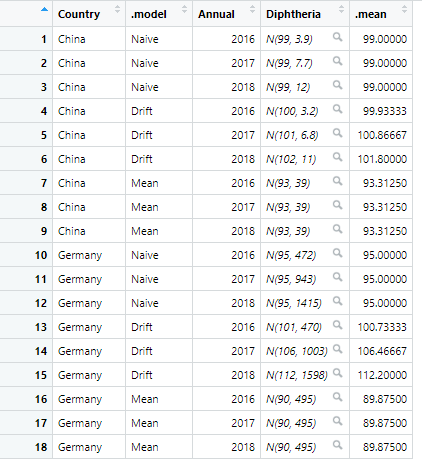 Country .model Annual Diphtheria .mean
1 China Naive 2016 N(99, 3.9) 99.00000
2 China Naive 2017 N(99, 7.7) 99.00000
3 China Naive 2018 N(99, 12) 99.00000
4 China Drift 2016 N(100, 3.2) 99.93333
5 China Drift 2017 N(101, 6.8) 100.86667
6 China Drift 2018 N(102, 11) 101.80000
7 China Mean 2016 N(93, 39) 93.31250
8 China Mean 2017 N(93, 39) 93.31250
9 China Mean 2018 N(93, 39) 93.31250
10 Germany Naive 2016 N(95, 472) 95.00000
11 Germany Naive 2017 N(95, 943) 95.00000
12 Germany Naive 2018 N(95, 1415) 95.00000
13 Germany Drift 2016 N(101, 470) 100.73333
14 Germany Drift 2017 N(106, 1003) 106.46667
15 Germany Drift 2018 N(112, 1598) 112.20000
16 Germany Mean 2016 N(90, 495) 89.87500
17 Germany Mean 2017 N(90, 495) 89.87500
18 Germany Mean 2018 N(90, 495) 89.87500